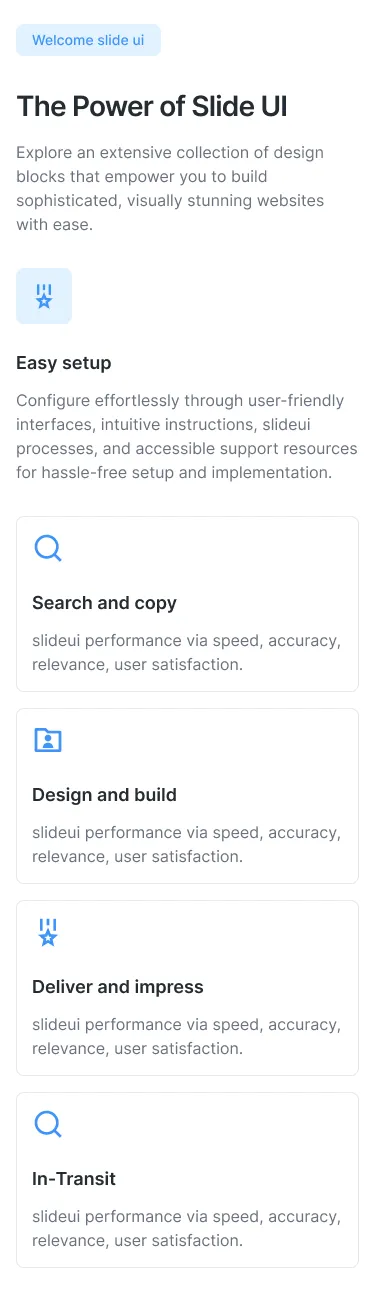 Welcome slide ui
The Power of Slide UI
Explore an extensive collection of design
blocks that empower you to build
sophisticated, visually stunning websites
with ease.
Easy setup
Configure effortlessly through user-friendly
interfaces, intuitive instructions, slideui
processes, and accessible support resources
for hassle-free setup and implementation.
Search and copy
slideui performance via speed, accuracy,
relevance, user satisfaction.
Design and build
slideui performance via speed, accuracy,
relevance, user satisfaction.
Deliver and impress
slideui performance via speed, accuracy,
relevance, user satisfaction.
In-Transit
slideui performance via speed, accuracy,
relevance, user satisfaction.